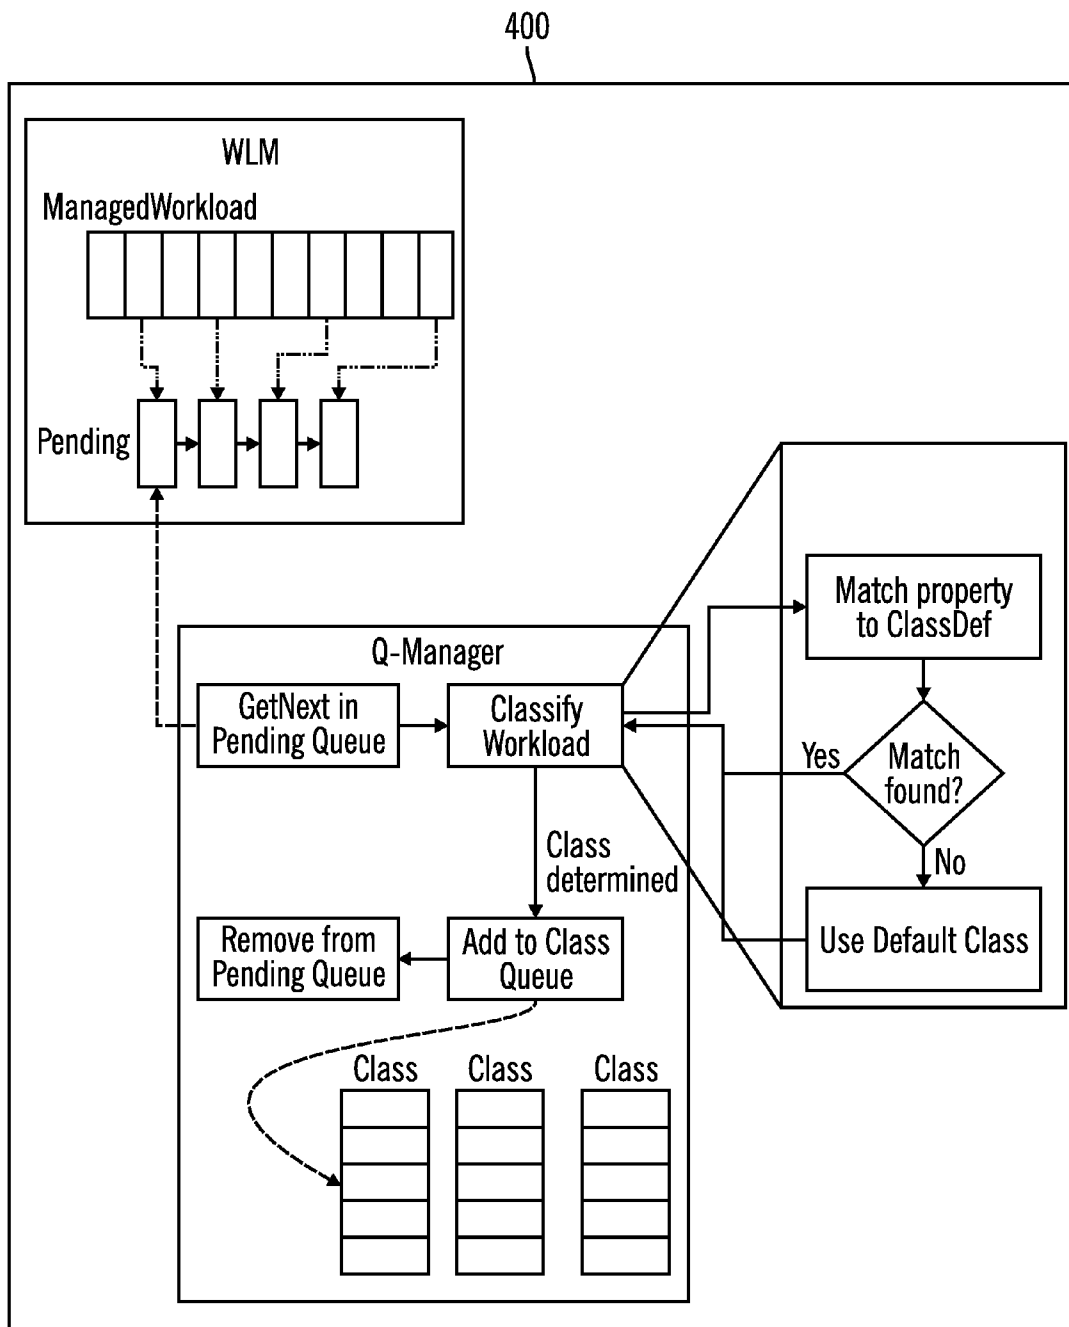 400
WLM
ManagedWorkload
Pending
Q-Manager
GetNext in
Pending Queue
Classify
Workload
Class
determined
Remove from
Pending Queue
Add to Class
Queue
Class
Class
Class
Match property
to ClassDef
Match
found?
Yes
No
Use Default Class